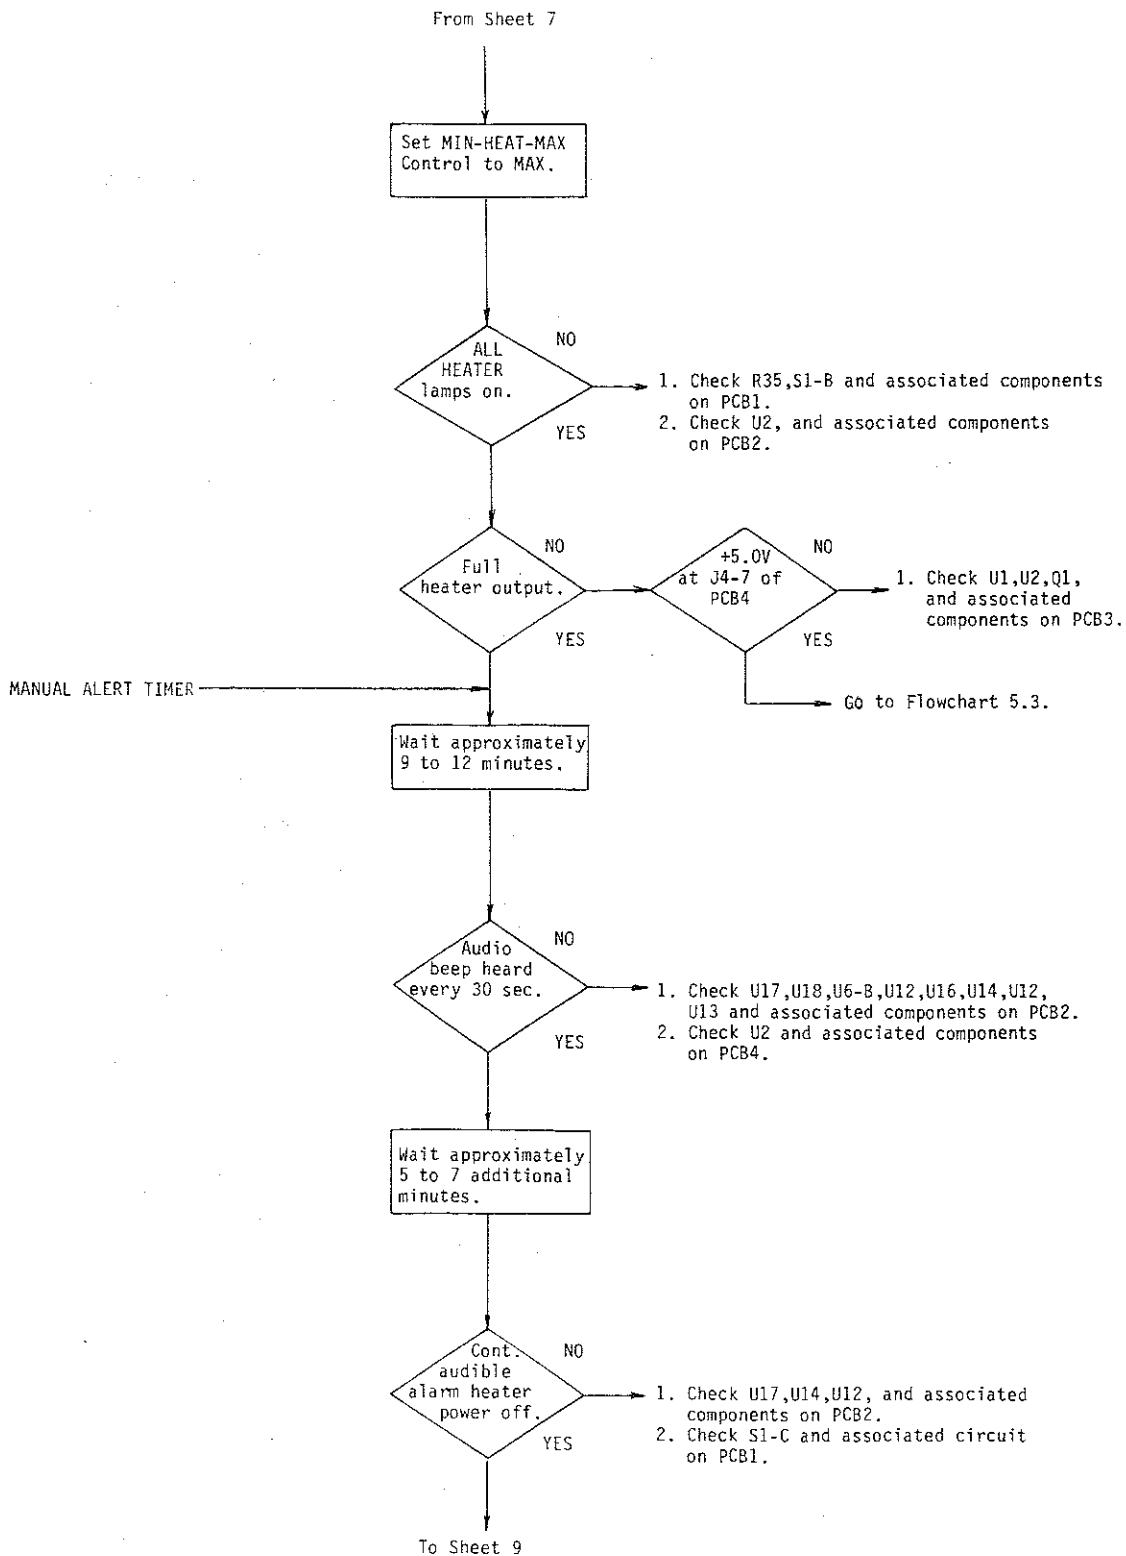 From Sheet 7
Set MIN-HEAT-MAX
Control to MAX.
ALL
HEATER
lamps on.
NO
YES
1. Check R35,S1-B and associated components
on PCB1.
2. Check U2, and associated components
on PCB2.
Full
heater output.
NO
YES
+5.0V
at J4-7 of
PCB4
NO
YES
1. Check U1,U2,Q1,
and associated
components on PCB3.
Go to Flowchart 5.3.
MANUAL ALERT TIMER
Wait approximately
9 to 12 minutes.
Audio
beep heard
every 30 sec.
NO
YES
1. Check U17,U18,U6-B,U12,U16,U14,U12,
U13 and associated components on PCB2.
2. Check U2 and associated components
on PCB4.
Wait approximately
5 to 7 additional
minutes.
Cont.
audible
alarm heater
power off.
NO
YES
1. Check U17,U14,U12, and associated
components on PCB2.
2. Check S1-C and associated circuit
on PCB1.
To Sheet 9